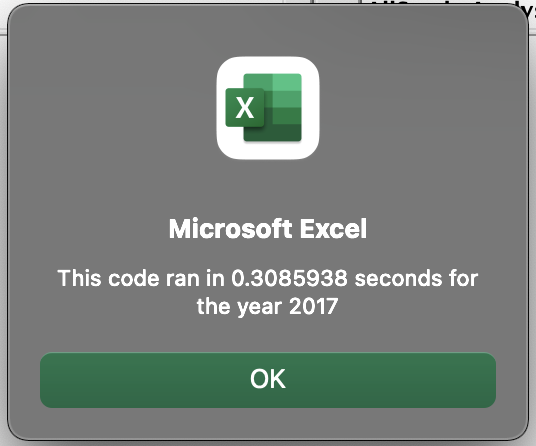 X
Microsoft Excel
This code ran in 0.3085938 seconds for
the year 2017
OK